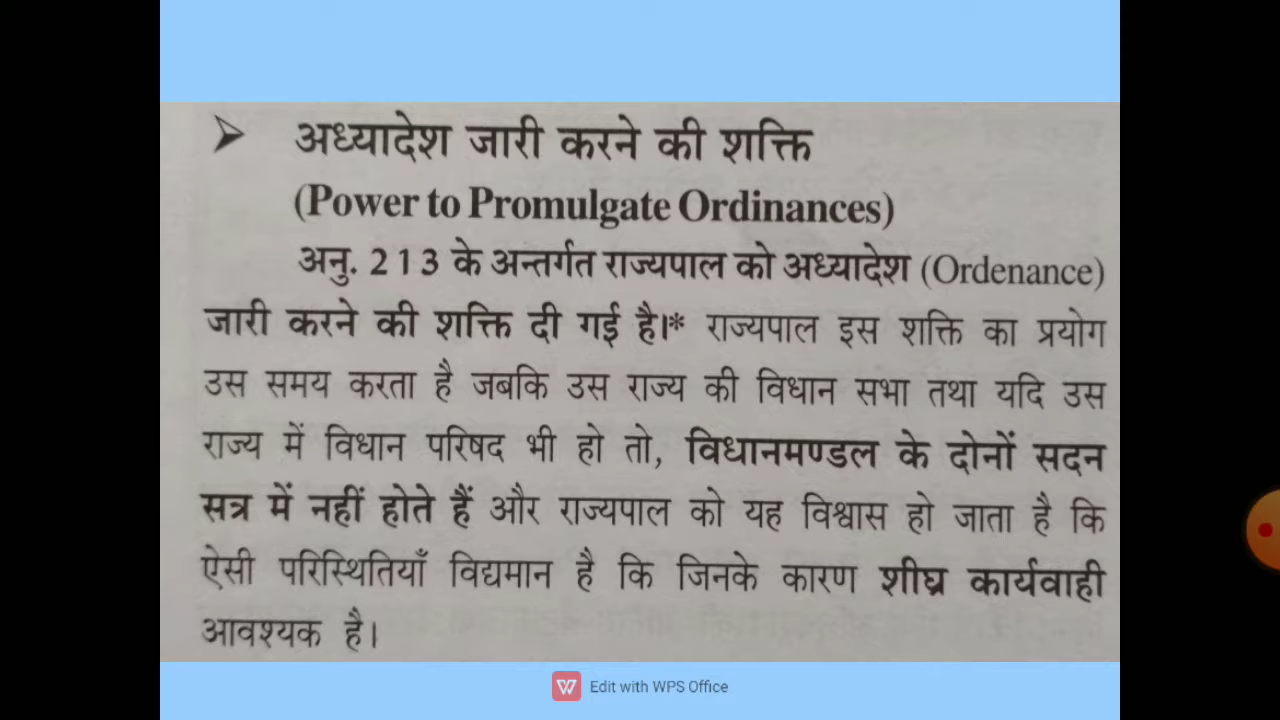 ➤ अध्यादेश जारी करने की शक्ति
(Power to Promulgate Ordinances)
अनु. 213 के अन्तर्गत राज्यपाल को अध्यादेश (Ordenance)
जारी करने की शक्ति दी गई है।* राज्यपाल इस शक्ति का प्रयोग
उस समय करता है जबकि उस राज्य की विधान सभा तथा यदि उस
राज्य में विधान परिषद भी हो तो, विधानमण्डल के दोनों सदन
सत्र में नहीं होते हैं और राज्यपाल को यह विश्वास हो जाता है कि
ऐसी परिस्थितियाँ विद्यमान है कि जिनके कारण शीघ्र कार्यवाही
आवश्यक है।
Edit with WPS Office